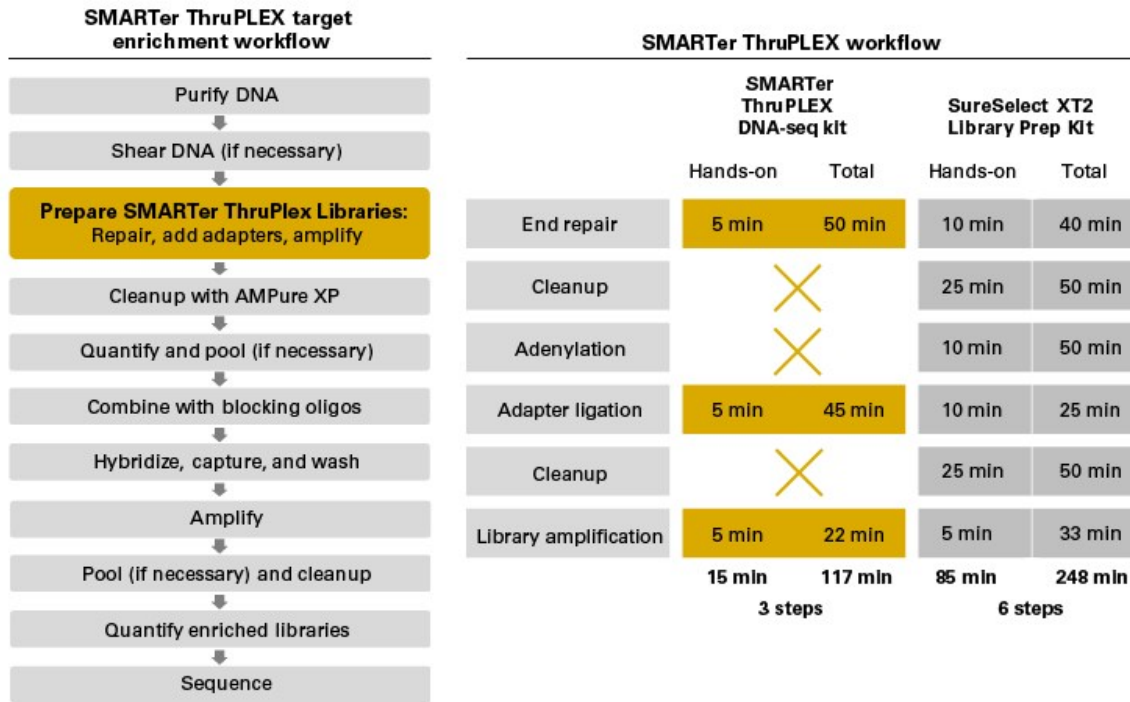 SMARTer ThruPLEX target
enrichment workflow
Purify DNA
Shear DNA (if necessary)
Prepare SMARTer ThruPlex Libraries:
Repair, add adapters, amplify
Cleanup with AMPure XP
Quantify and pool (if necessary)
Combine with blocking oligos
Hybridize, capture, and wash
Amplify
Pool (if necessary) and cleanup
Quantify enriched libraries
Sequence
SMARTer ThruPLEX workflow
SMARTer
ThruPLEX
DNA-seq kit
SureSelect XT2
Library Prep Kit
Hands-on Total Hands-on Total
End repair 5 min 50 min 10 min 40 min
Cleanup 25 min 50 min
Adenylation 10 min 50 min
Adapter ligation 5 min 45 min 10 min 25 min
Cleanup 25 min 50 min
Library amplification 5 min 22 min 5 min 33 min
15 min 117 min 85 min 248 min
3 steps 6 steps